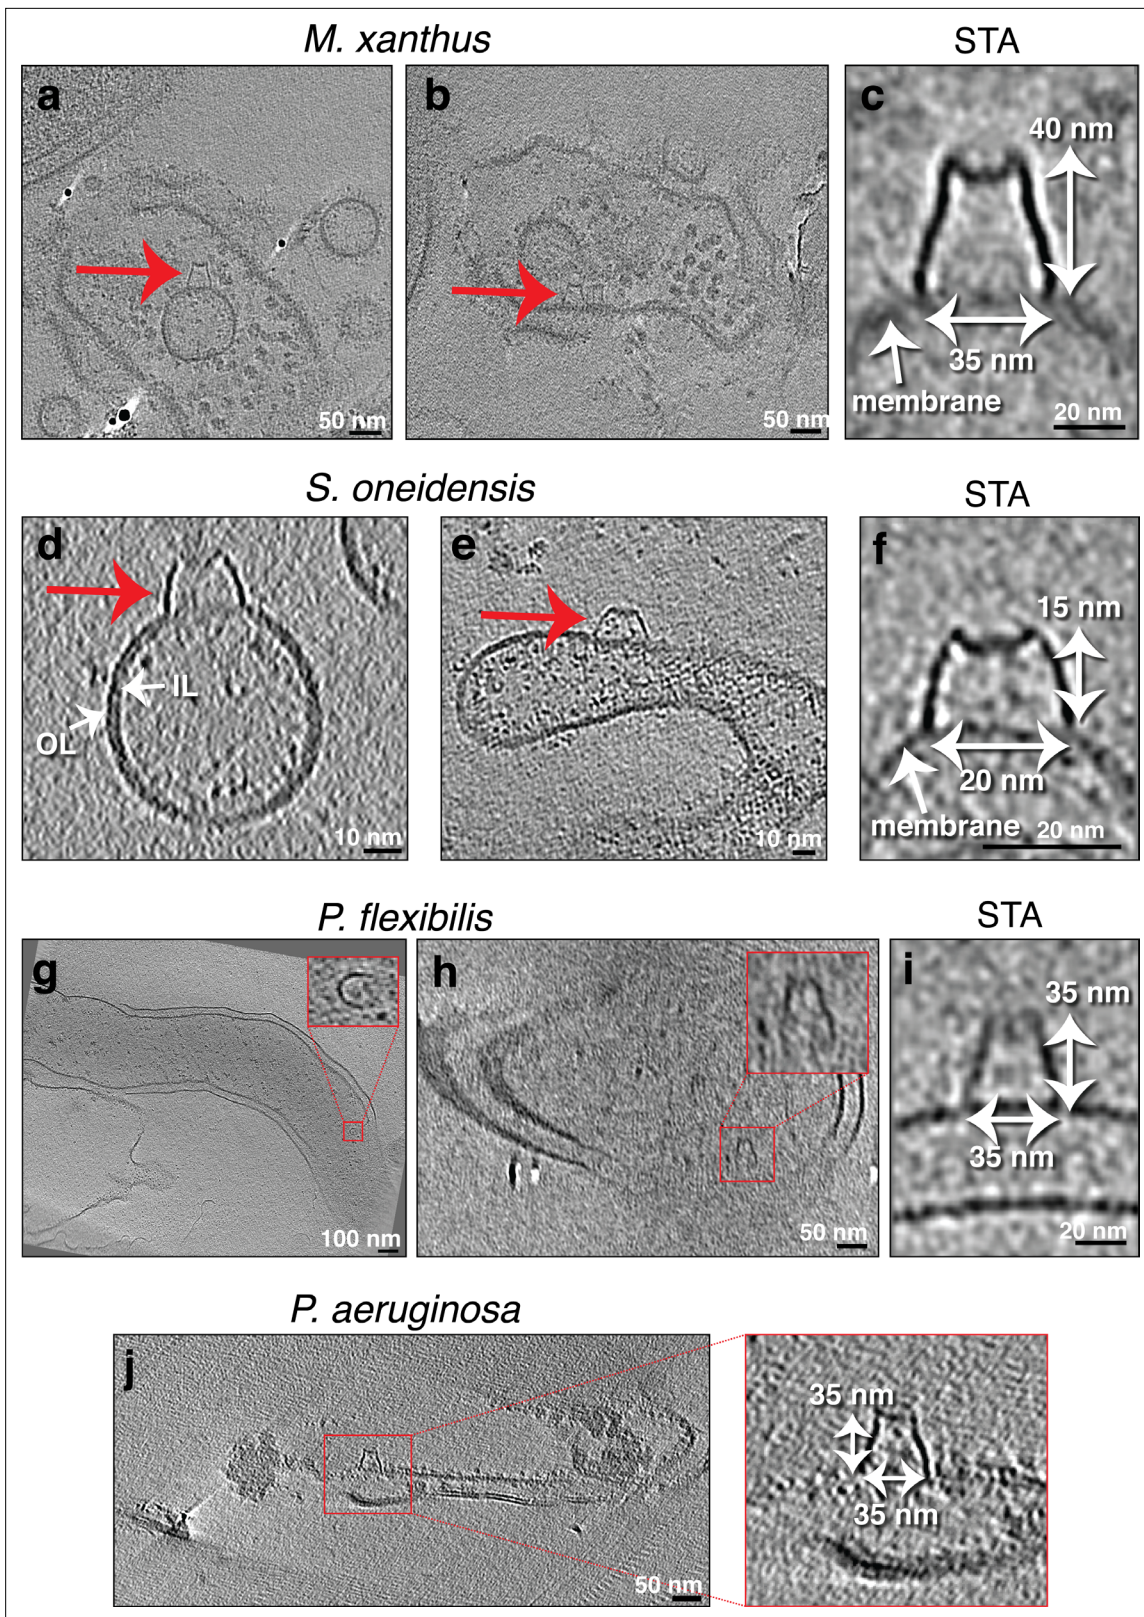 M. xanthus
STA
a
b
c
40 nm
35 nm
membrane
50 nm
50 nm
20 nm
S. oneidensis
STA
d
e
f
15 nm
IL
OL
20 nm
membrane
10 nm
10 nm
20 nm
P. flexibilis
STA
g
h
i
35 nm
35 nm
100 nm
50 nm
20 nm
P. aeruginosa
j
35 nm
35 nm
50 nm